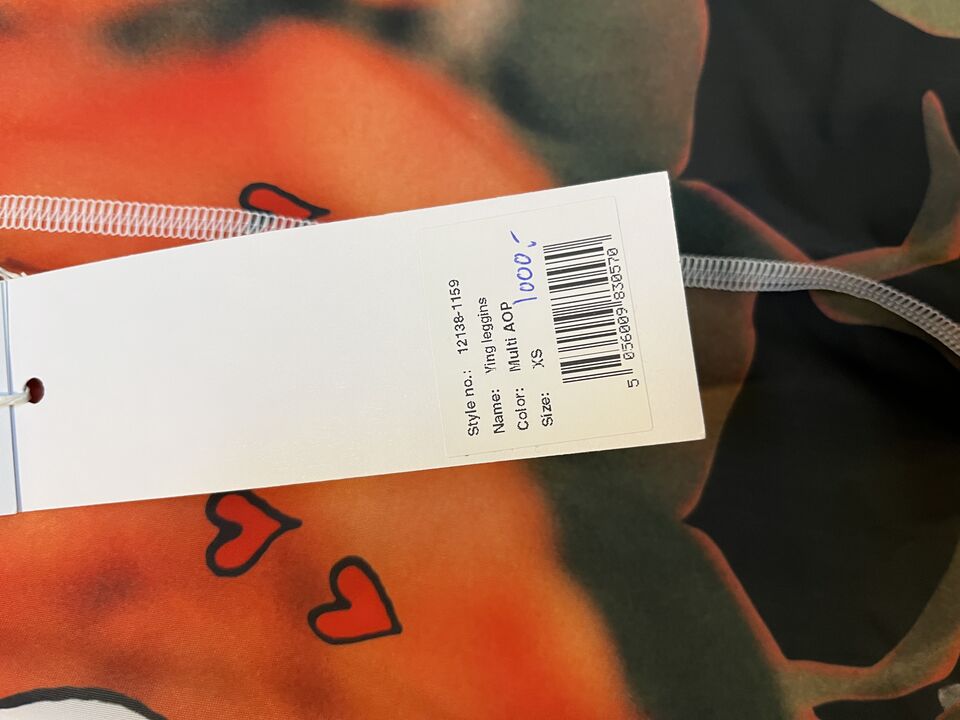 Style no.: 12138-1159
Name: Ying leggins
Color: Multi AOP
Size: XS
1000,-
5 056009 830570